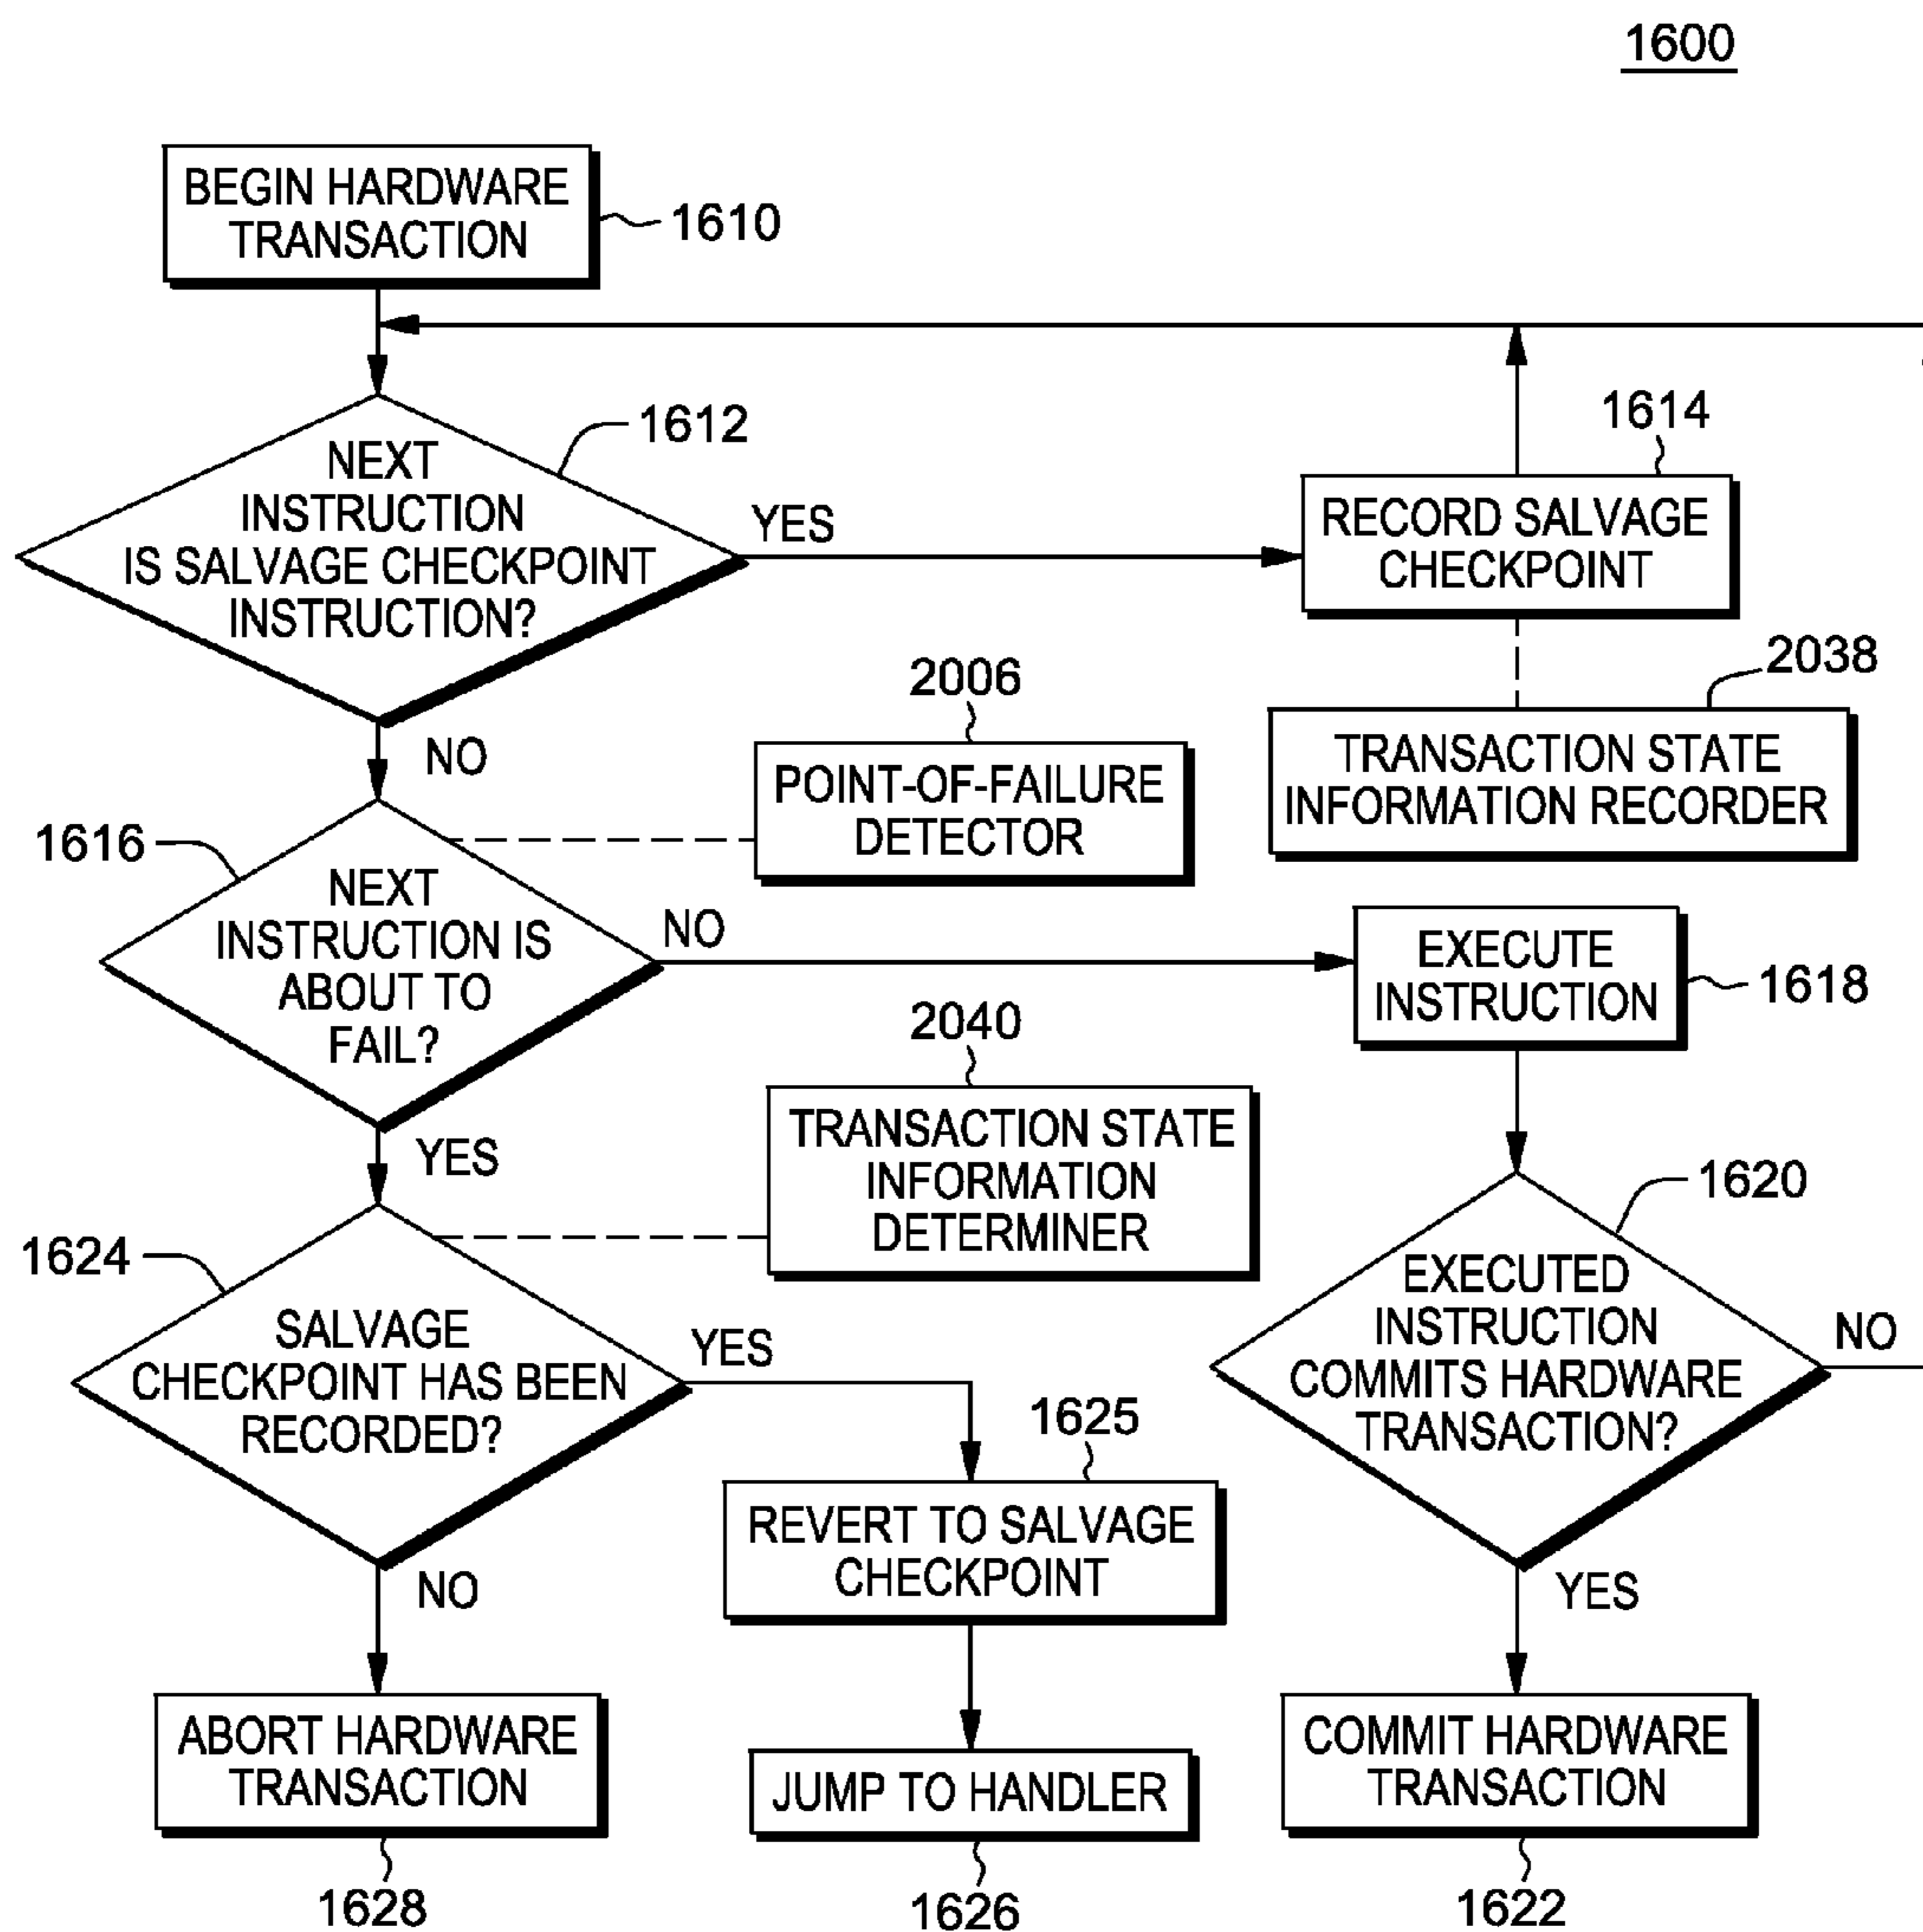 1600
BEGIN HARDWARE
TRANSACTION
1610
1612
NEXT
INSTRUCTION
IS SALVAGE CHECKPOINT
INSTRUCTION?
YES
1614
RECORD SALVAGE
CHECKPOINT
NO
2006
POINT-OF-FAILURE
DETECTOR
2038
TRANSACTION STATE
INFORMATION RECORDER
1616
NEXT
INSTRUCTION IS
ABOUT TO
FAIL?
NO
EXECUTE
INSTRUCTION
1618
YES
2040
TRANSACTION STATE
INFORMATION
DETERMINER
1620
EXECUTED
INSTRUCTION
COMMITS HARDWARE
TRANSACTION?
NO
1624
SALVAGE
CHECKPOINT HAS BEEN
RECORDED?
YES
1625
REVERT TO SALVAGE
CHECKPOINT
NO
YES
ABORT HARDWARE
TRANSACTION
1628
JUMP TO HANDLER
1626
COMMIT HARDWARE
TRANSACTION
1622